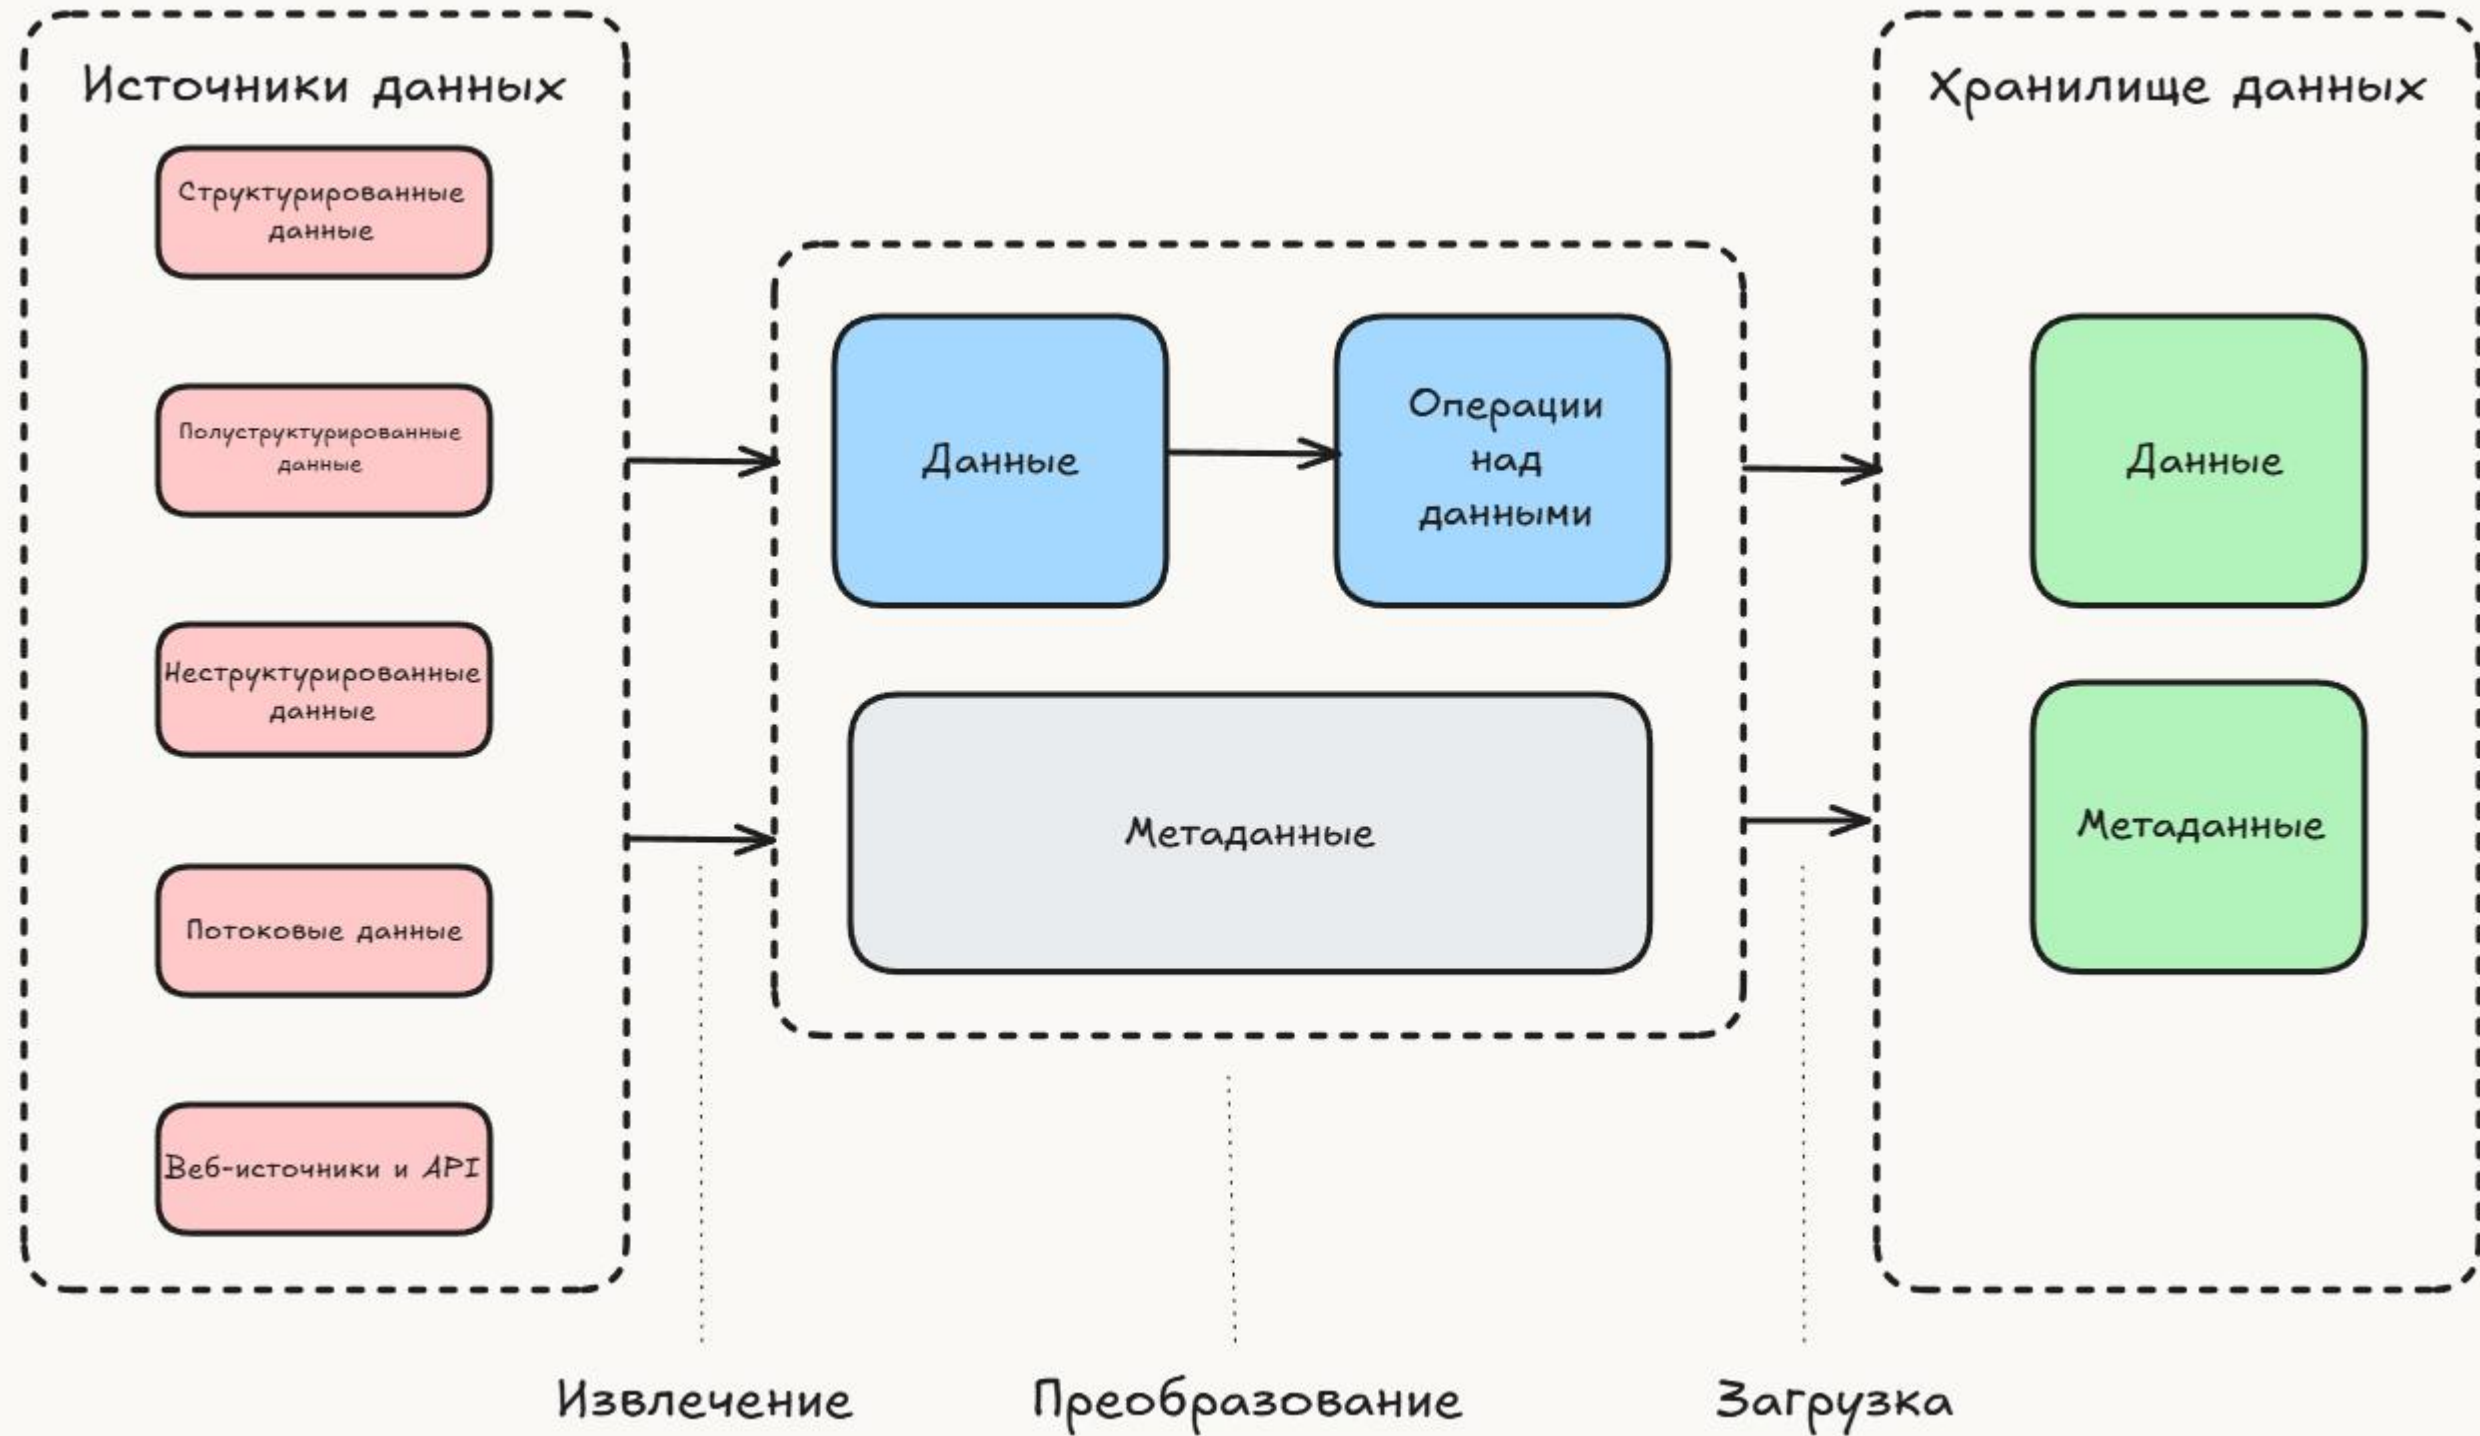 Источники данных
Структурированные
данные
Полуструктурированные
данные
Неструктурированные
данные
Потоковые данные
Веб-источники и API
Данные
Операции
над
данными
Метаданные
Хранилище данных
Данные
Метаданные
Извлечение
Преобразование
Загрузка